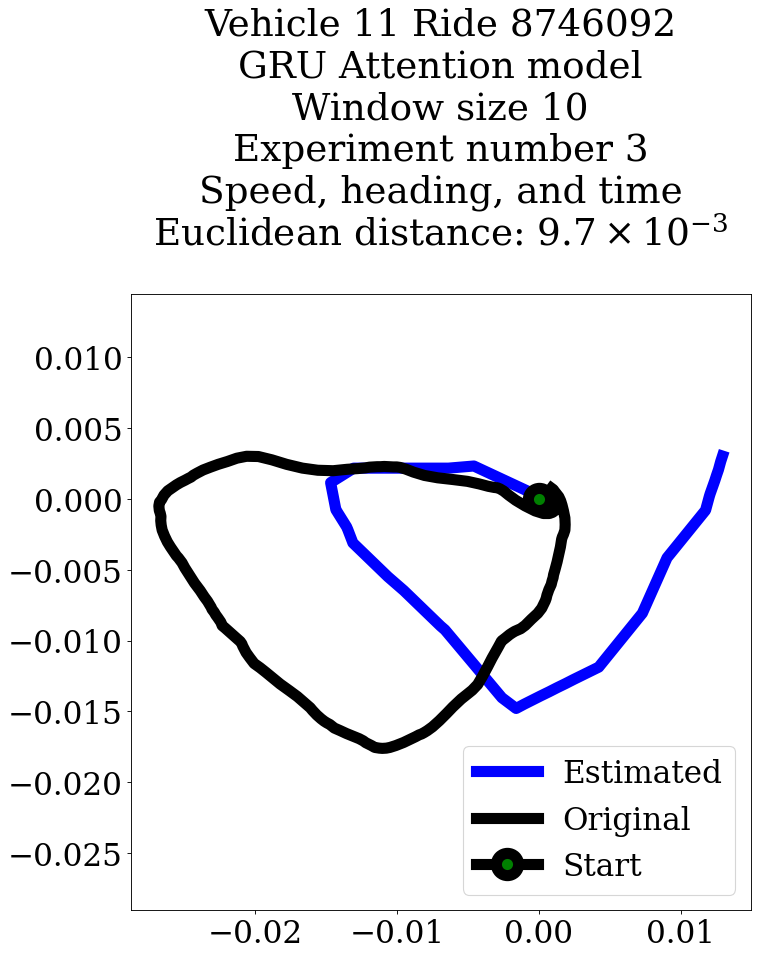 Vehicle 11 Ride 8746092
GRU Attention model
Window size 10
Experiment number 3
Speed, heading, and time
Euclidean distance: 9.7 × 10⁻³
0.010
0.005
0.000
−0.005
−0.010
−0.015
−0.020
−0.025
Estimated
Original
Start
−0.02
−0.01
0.00
0.01